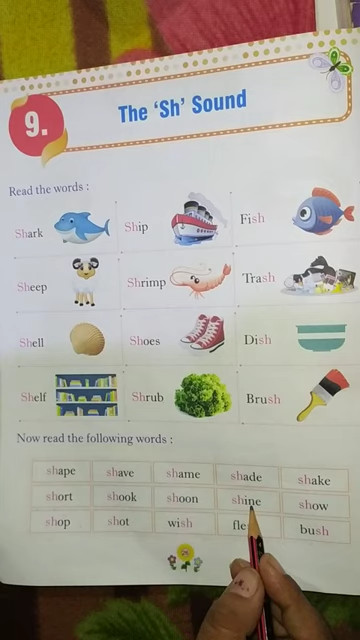 9.
The 'Sh' Sound
Read the words :
Shark Ship Fish
Sheep Shrimp Trash
Shell Shoes Dish
Shelf Shrub Brush
Now read the following words :
shape shave shame shade shake
short shook shoon shine show
shop shot wish bush